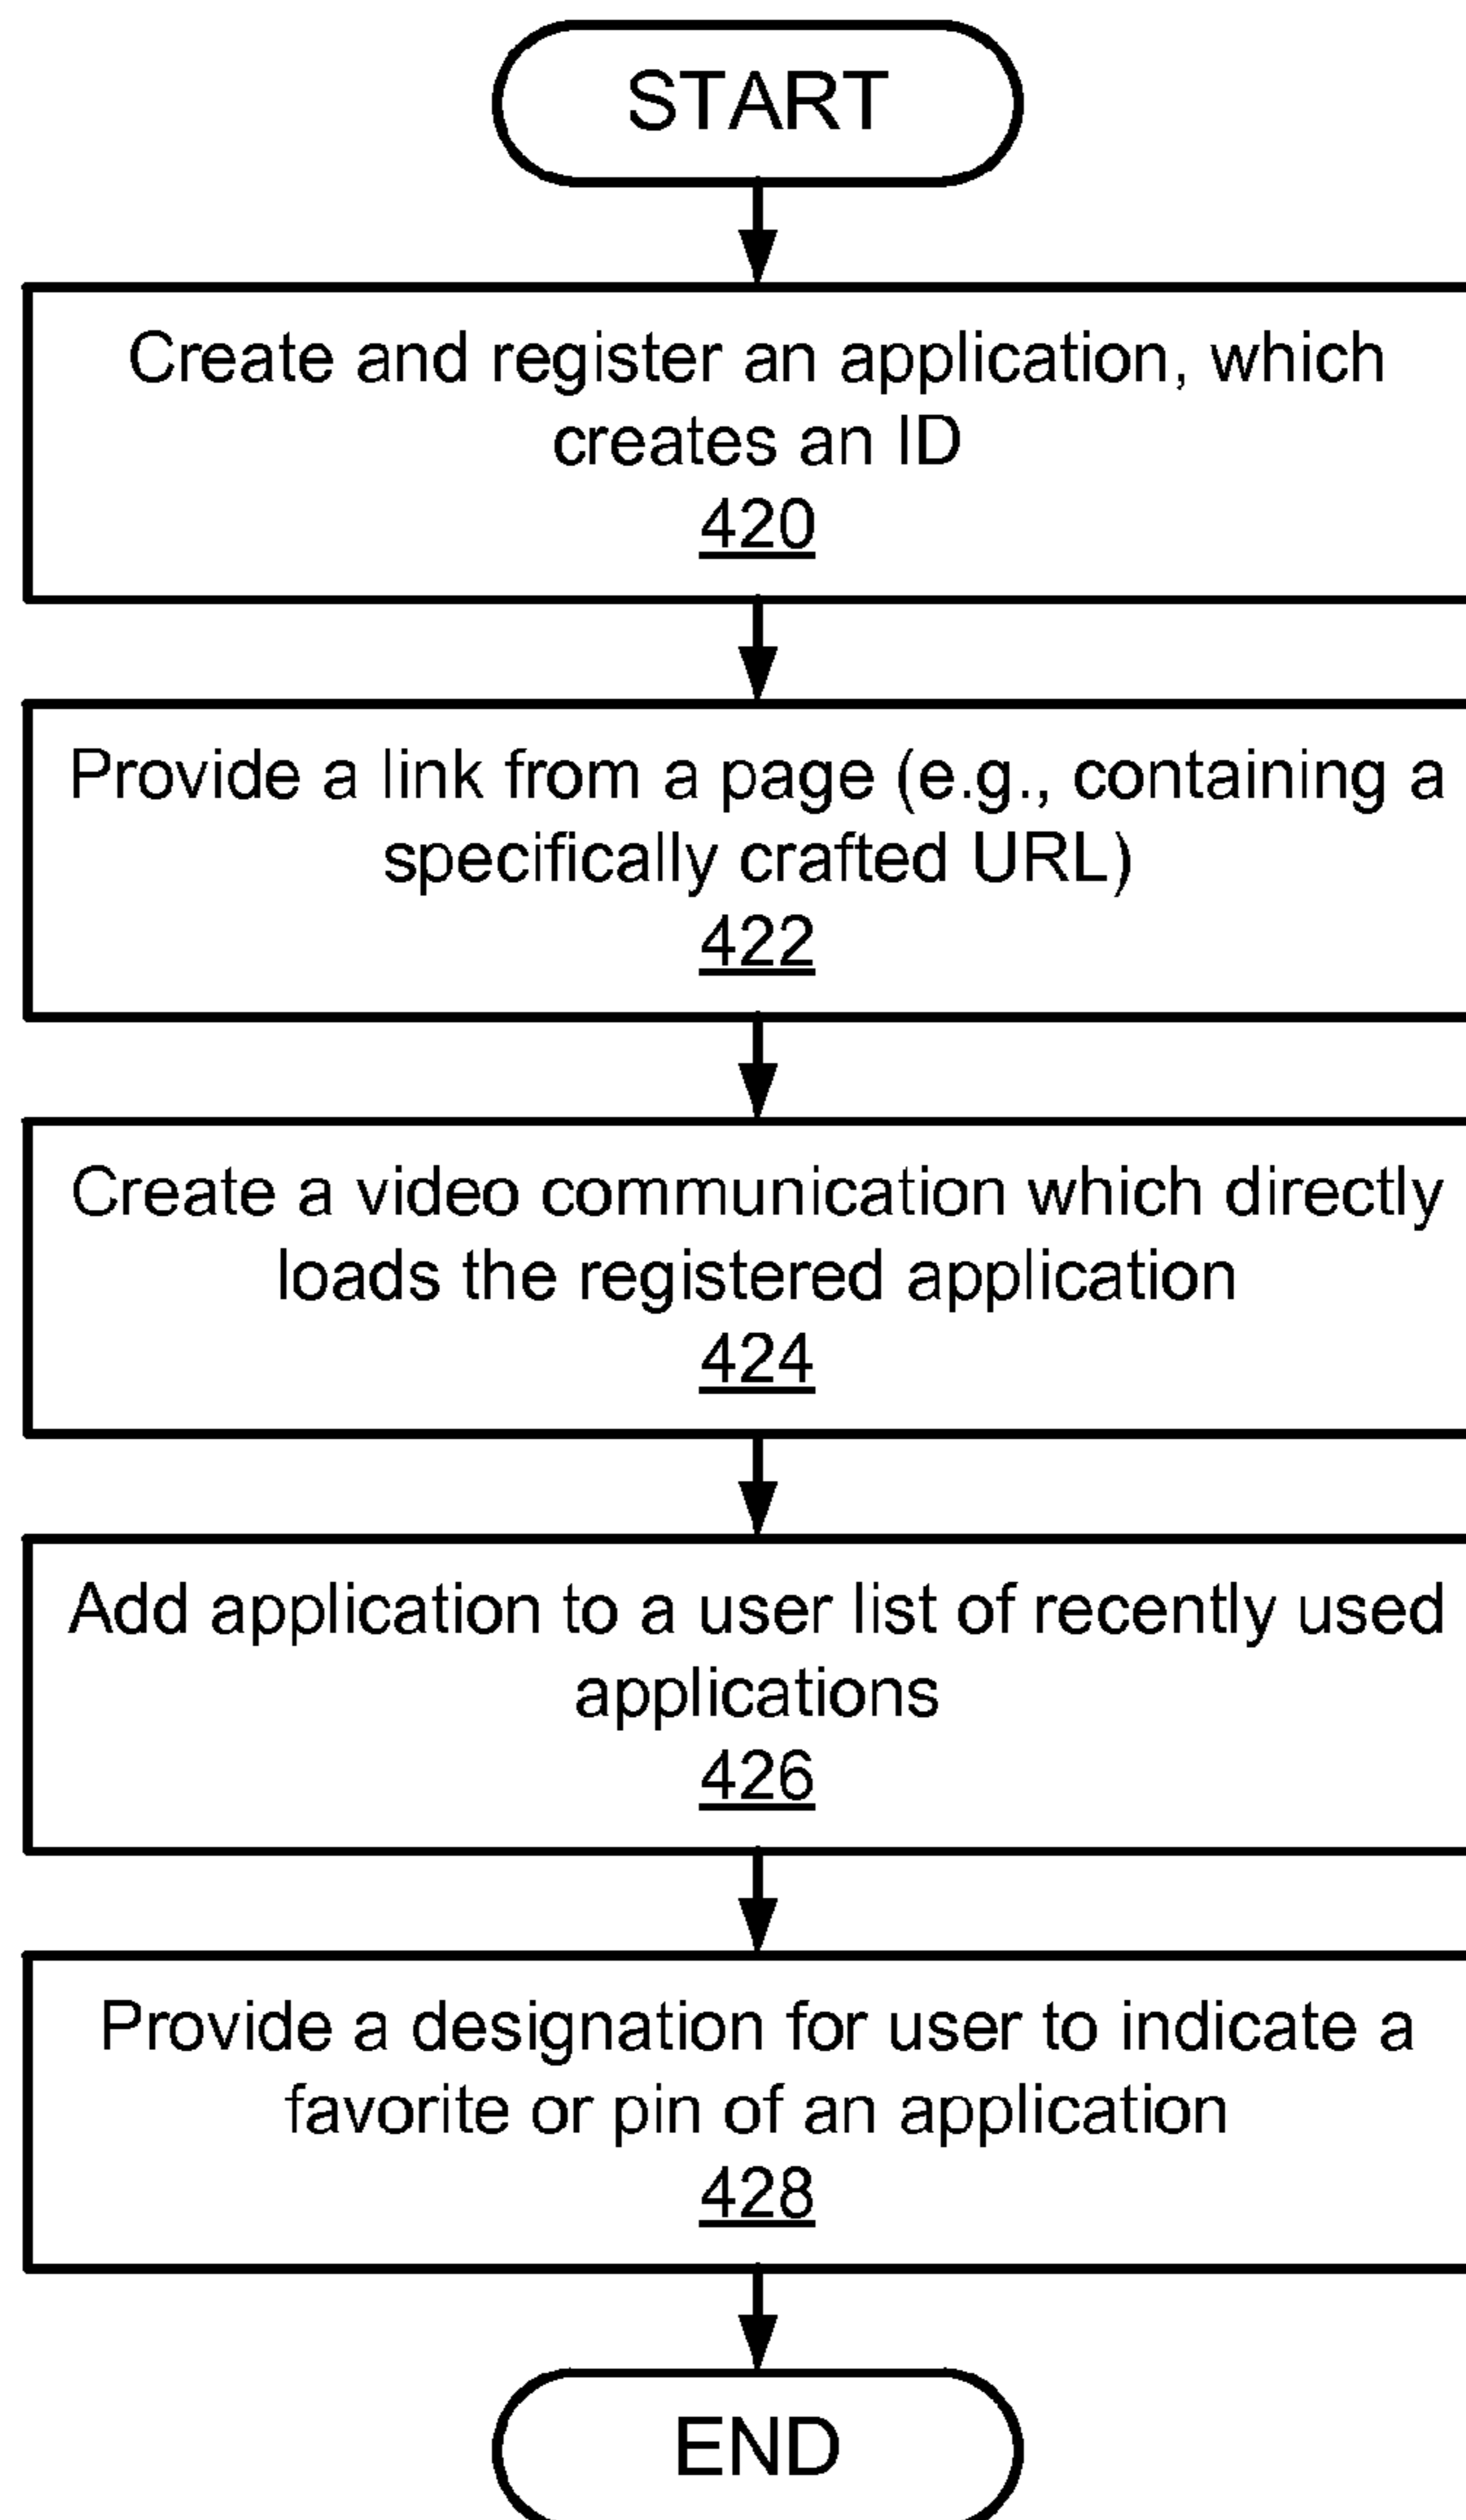 START
Create and register an application, which
creates an ID
420
Provide a link from a page (e.g., containing a
specifically crafted URL)
422
Create a video communication which directly
loads the registered application
424
Add application to a user list of recently used
applications
426
Provide a designation for user to indicate a
favorite or pin of an application
428
END